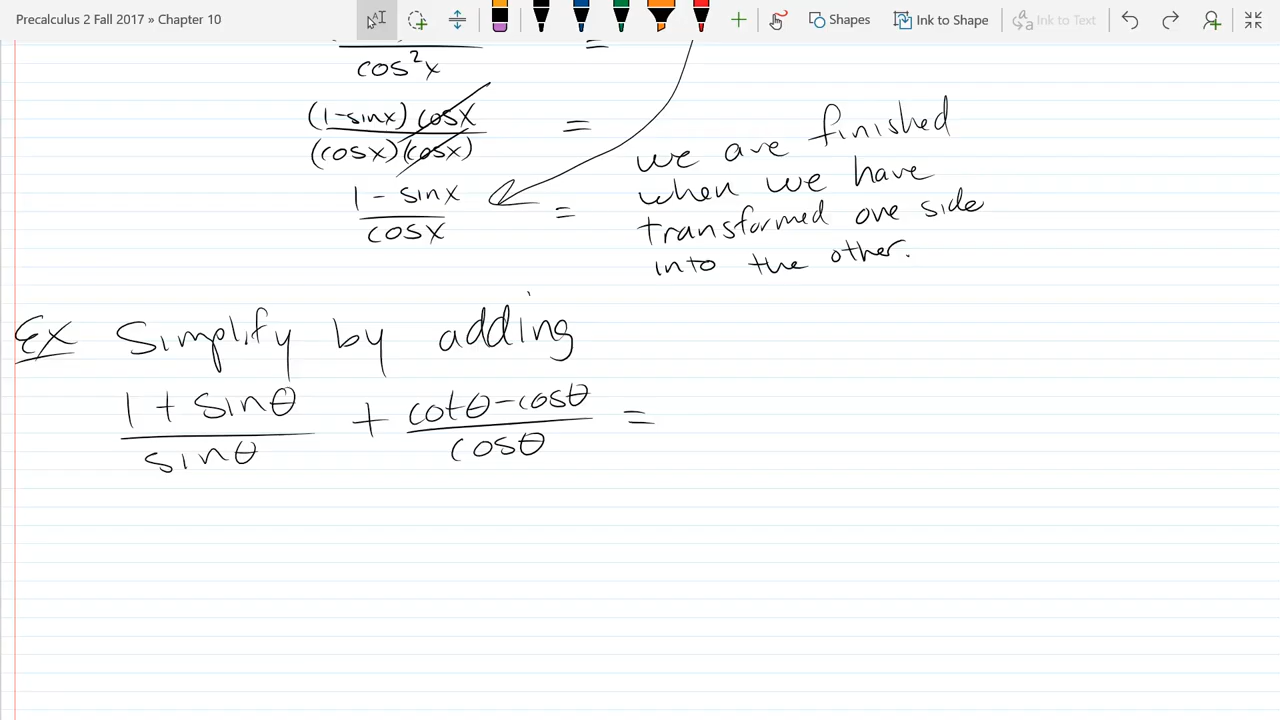 Precalculus 2 Fall 2017 » Chapter 10
Shapes
Ink to Shape
Ink to Text
cos²x =
(1-sinx) cosx
(cosx)(cosx) =
1 - sinx
cosx =
we are finished
when we have
transformed one side
into the other.
Ex Simplify by adding
1 + sinθ + cotθ - cosθ =
sinθ cosθ